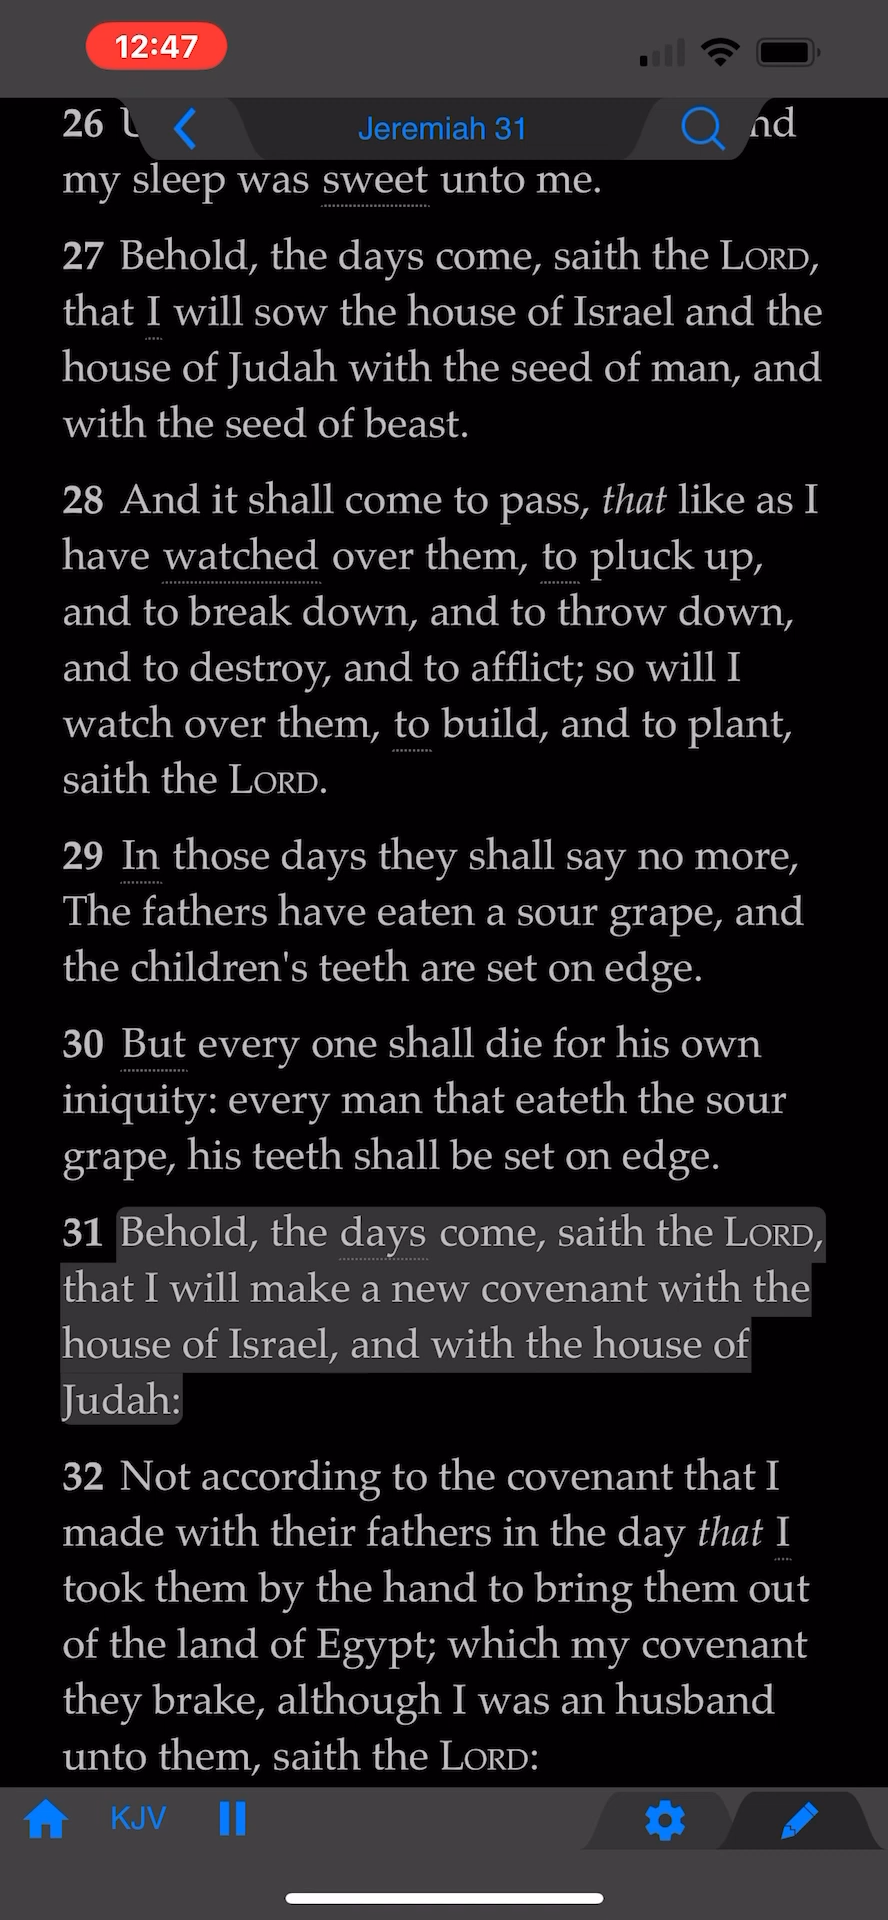 12:47
Jeremiah 31
26
my sleep was sweet unto me.
27 Behold, the days come, saith the LORD,
that I will sow the house of Israel and the
house of Judah with the seed of man, and
with the seed of beast.
28 And it shall come to pass, that like as I
have watched over them, to pluck up,
and to break down, and to throw down,
and to destroy, and to afflict; so will I
watch over them, to build, and to plant,
saith the LORD.
29 In those days they shall say no more,
The fathers have eaten a sour grape, and
the children's teeth are set on edge.
30 But every one shall die for his own
iniquity: every man that eateth the sour
grape, his teeth shall be set on edge.
31 Behold, the days come, saith the LORD,
that I will make a new covenant with the
house of Israel, and with the house of
Judah:
32 Not according to the covenant that I
made with their fathers in the day that I
took them by the hand to bring them out
of the land of Egypt; which my covenant
they brake, although I was an husband
unto them, saith the LORD:
KJV